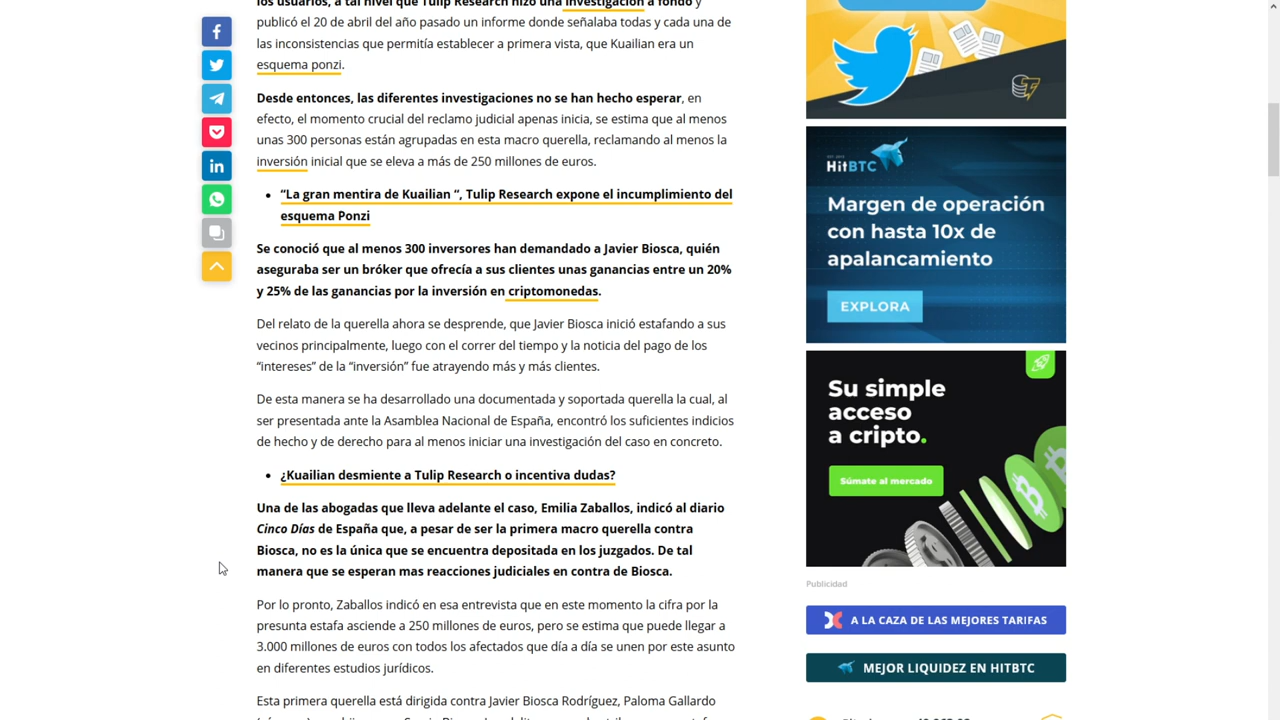 los usuarios, a tal nivel que Tulip Research hizo una investigación a fondo y
publicó el 20 de abril del año pasado un informe donde señalaba todas y cada una de
las inconsistencias que permitía establecer a primera vista, que Kuailian era un
esquema ponzi.
Desde entonces, las diferentes investigaciones no se han hecho esperar, en
efecto, el momento crucial del reclamo judicial apenas inicia, se estima que al menos
unas 300 personas están agrupadas en esta macro querella, reclamando al menos la
inversión inicial que se eleva a más de 250 millones de euros.
• “La gran mentira de Kuailian “, Tulip Research expone el incumplimiento del
esquema Ponzi
Se conoció que al menos 300 inversores han demandado a Javier Biosca, quién
aseguraba ser un bróker que ofrecía a sus clientes unas ganancias entre un 20%
y 25% de las ganancias por la inversión en criptomonedas.
Del relato de la querella ahora se desprende, que Javier Biosca inició estafando a sus
vecinos principalmente, luego con el correr del tiempo y la noticia del pago de los
“intereses” de la “inversión” fue atrayendo más y más clientes.
De esta manera se ha desarrollado una documentada y soportada querella la cual, al
ser presentada ante la Asamblea Nacional de España, encontró los suficientes indicios
de hecho y de derecho para al menos iniciar una investigación del caso en concreto.
• ¿Kuailian desmiente a Tulip Research o incentiva dudas?
Una de las abogadas que lleva adelante el caso, Emilia Zaballos, indicó al diario
Cinco Días de España que, a pesar de ser la primera macro querella contra
Biosca, no es la única que se encuentra depositada en los juzgados. De tal
manera que se esperan mas reacciones judiciales en contra de Biosca.
Por lo pronto, Zaballos indicó en esa entrevista que en este momento la cifra por la
presunta estafa asciende a 250 millones de euros, pero se estima que puede llegar a
3.000 millones de euros con todos los afectados que día a día se unen por este asunto
en diferentes estudios jurídicos.
Esta primera querella está dirigida contra Javier Biosca Rodríguez, Paloma Gallardo
HitBTC
Margen de operación
con hasta 10x de
apalancamiento
EXPLORA
Su simple
acceso
a cripto.
Súmate al mercado
Publicidad
A LA CAZA DE LAS MEJORES TARIFAS
MEJOR LIQUIDEZ EN HITBTC